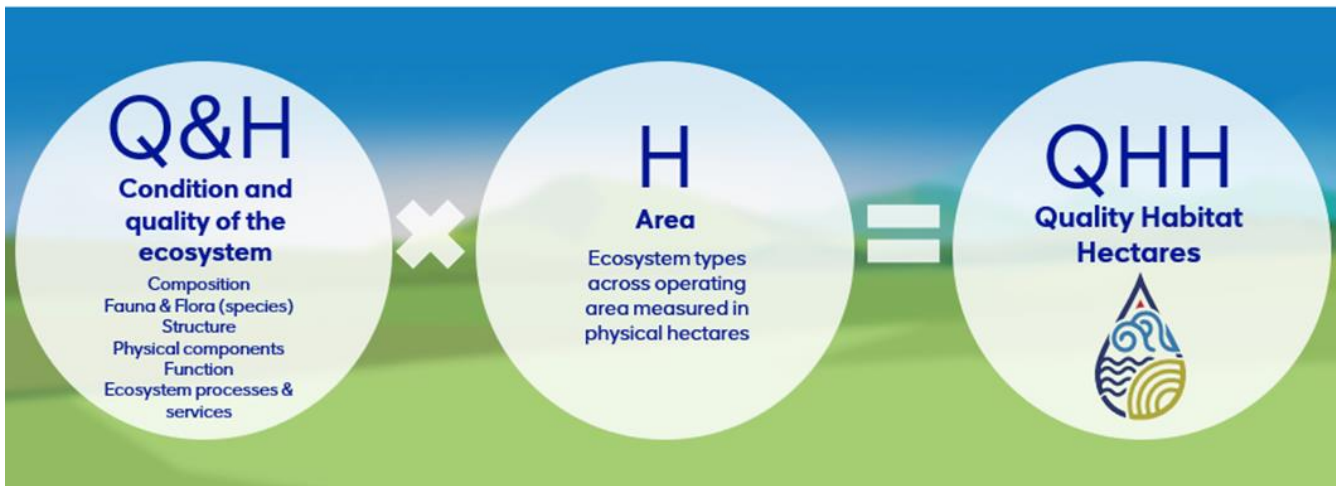 Q&H
Condition and
quality of the
ecosystem
Composition
Fauna & Flora (species)
Structure
Physical components
Function
Ecosystem processes &
services
H
Area
Ecosystem types
across operating
area measured in
physical hectares
QHH
Quality Habitat
Hectares